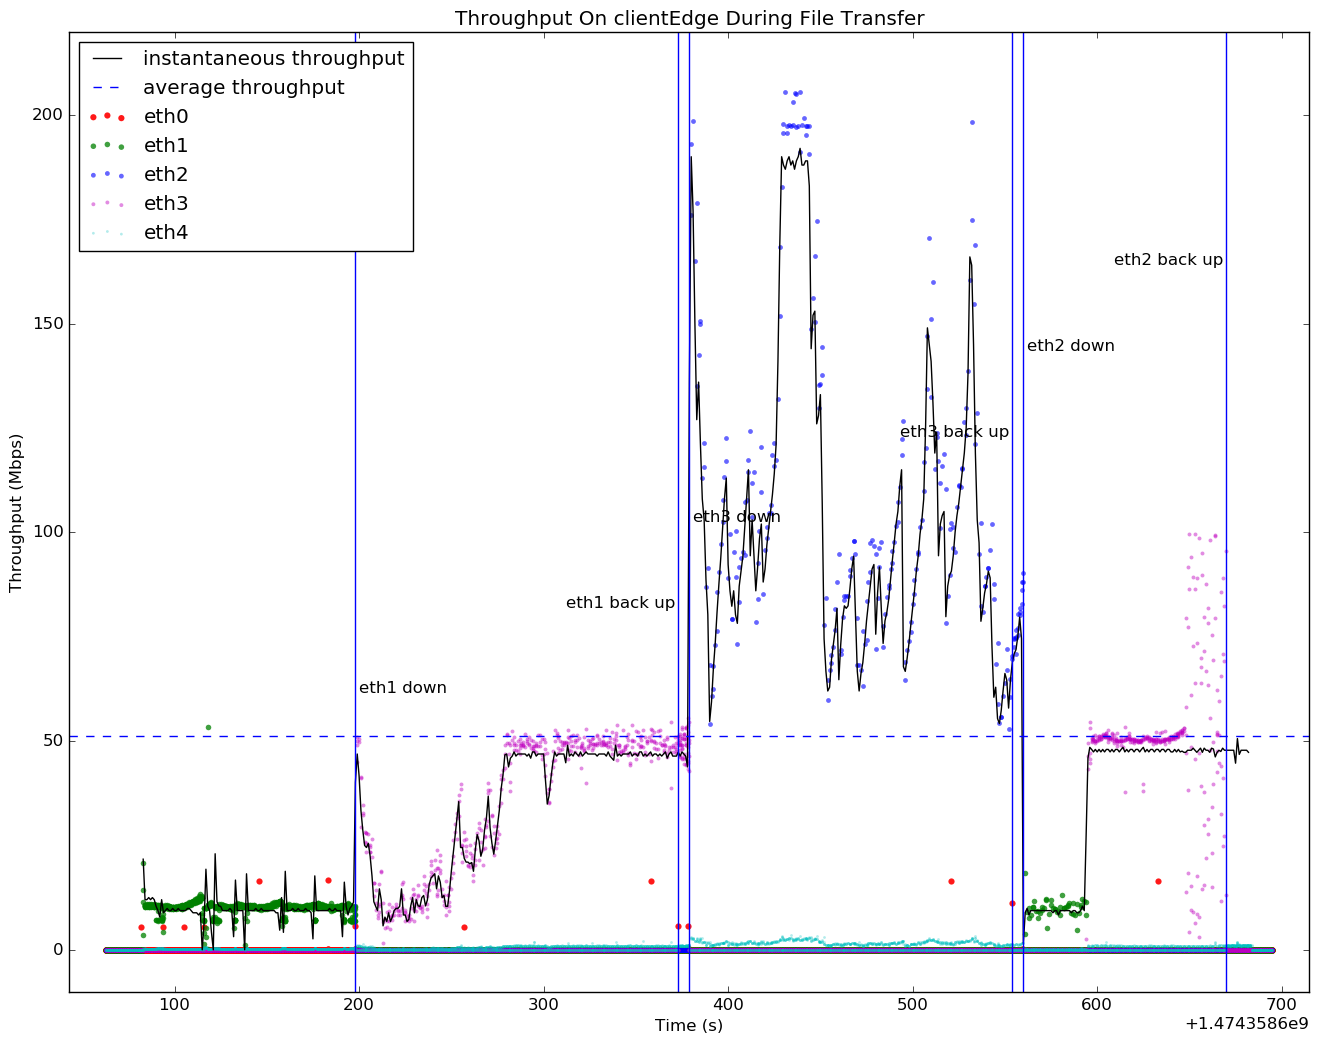 Throughput On clientEdge During File Transfer
instantaneous throughput
average throughput
eth0
eth1
eth2
eth3
eth4
200
150
100
50
0
Throughput (Mbps)
eth2 back up
eth2 down
eth3 back up
eth3 down
eth1 back up
eth1 down
100 200 300 400 500 600 700
Time (s)
+1.4743586e9